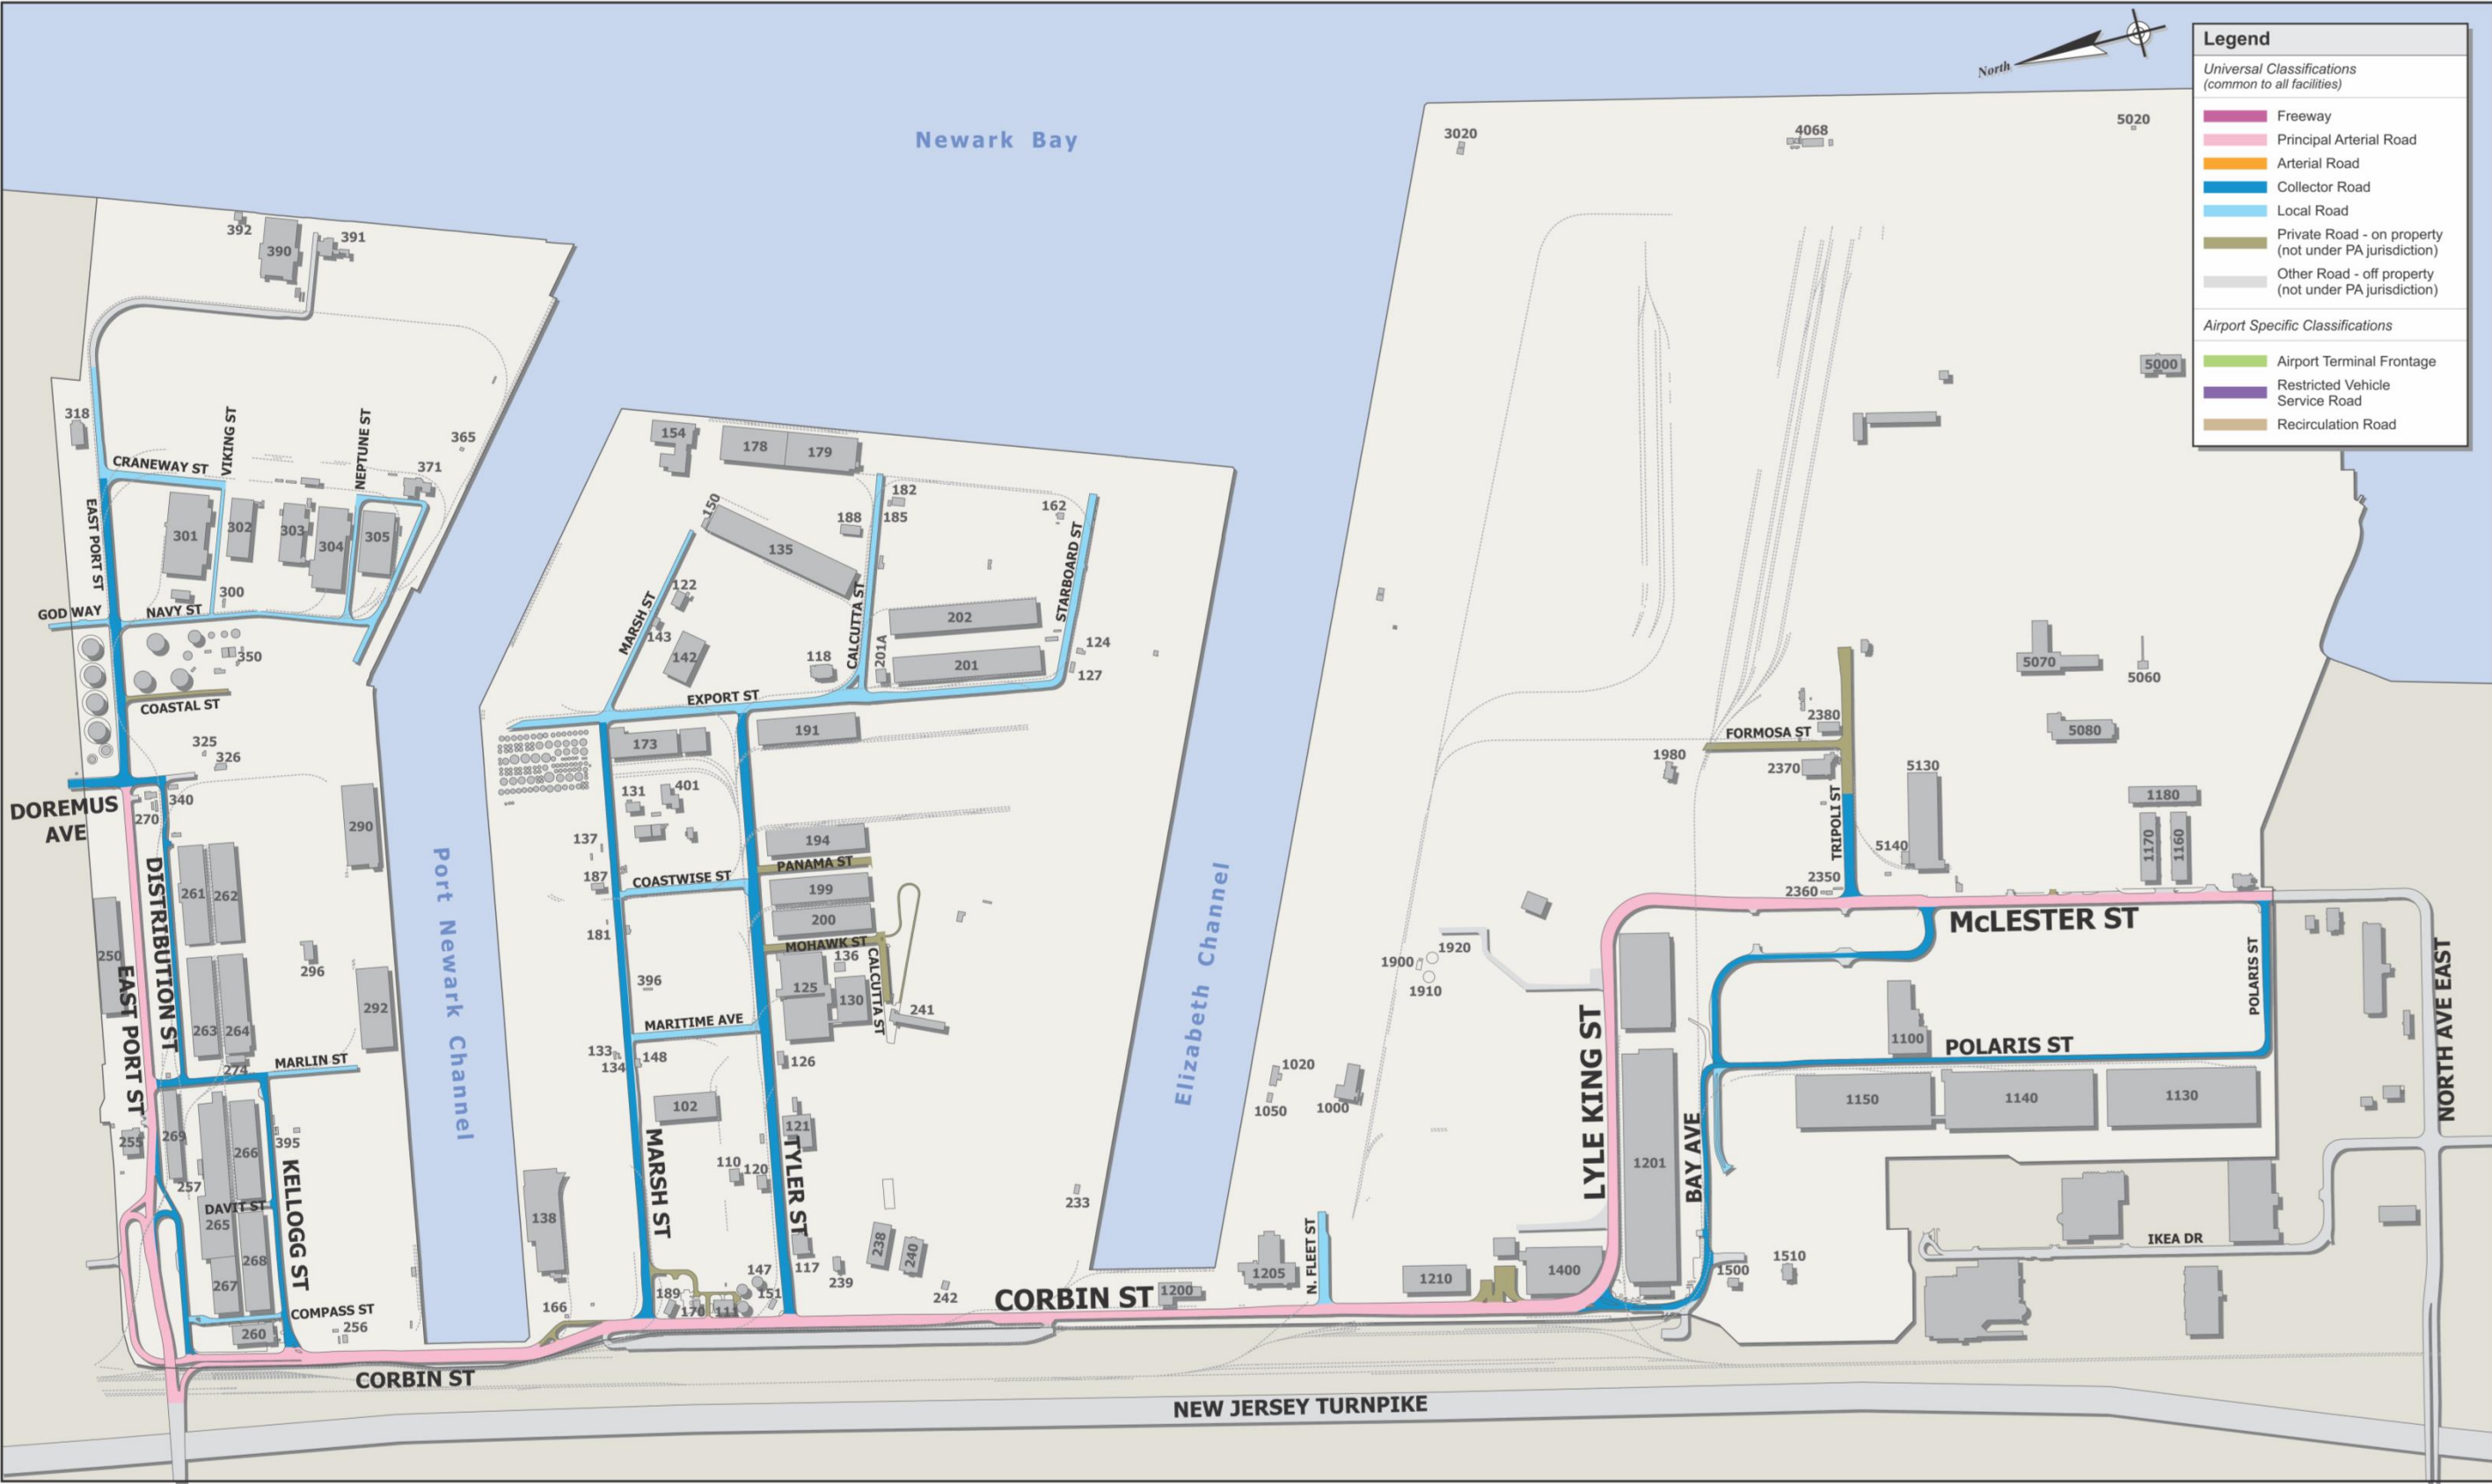 North
Legend
Universal Classifications
(common to all facilities)
Freeway
Principal Arterial Road
Arterial Road
Collector Road
Local Road
Private Road - on property
(not under PA jurisdiction)
Other Road - off property
(not under PA jurisdiction)
Airport Specific Classifications
Airport Terminal Frontage
Restricted Vehicle
Service Road
Recirculation Road
Newark Bay
3020
4068
5020
5000
392
390
391
318
365
371
CRANEWAY ST
VIKING ST
NEPTUNE ST
EAST PORT ST
301
302
303
304
305
300
GOD WAY
NAVY ST
350
COASTAL ST
325
326
340
270
DOREMUS
AVE
290
261
262
250
DISTRIBUTION ST
EAST PORT ST
296
292
263
264
274
MARLIN ST
255
269
257
266
395
DAVIT ST
265
268
267
KELLOGG ST
COMPASS ST
260
256
CORBIN ST
Port Newark Channel
154
178
179
150
182
185
188
162
135
122
143
142
118
MARSH ST
CALCUTTA ST
201A
202
201
STARBOARD ST
124
127
EXPORT ST
173
191
131
401
137
187
194
PANAMA ST
COASTWISE ST
199
200
181
MOHAWK ST
136
125
130
CALCUTTA ST
241
396
MARITIME AVE
133
134
148
126
102
121
110
120
MARSH ST
TYLER ST
138
117
239
238
240
242
233
147
151
189
170
111
166
CORBIN ST
1200
Elizabeth Channel
1205
N. FLEET ST
1210
1400
1020
1050
1000
1920
1900
1910
LYLE KING ST
1201
BAY AVE
1500
1510
1980
FORMOSA ST
2380
2370
TRIPOLI ST
2350
2360
5130
5140
5070
5060
5080
1180
1170
1160
McLESTER ST
POLARIS ST
1100
POLARIS ST
1150
1140
1130
NORTH AVE EAST
IKEA DR
NEW JERSEY TURNPIKE